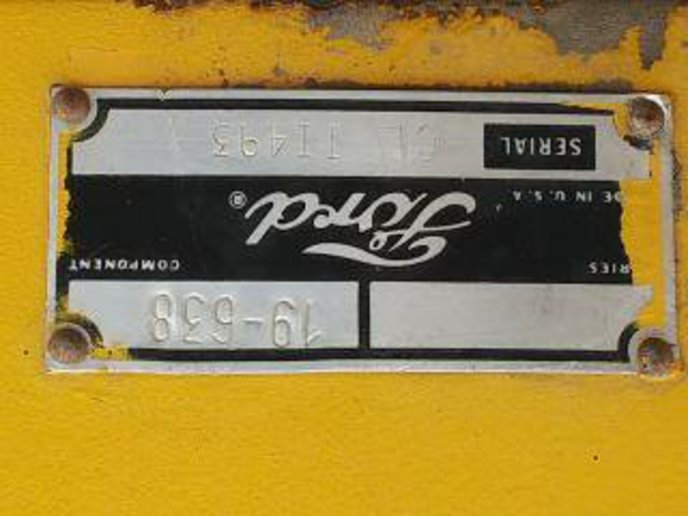 19-638
RIES COMPONENT
Ford ®
DE IN U.S.A
SERIAL 11493